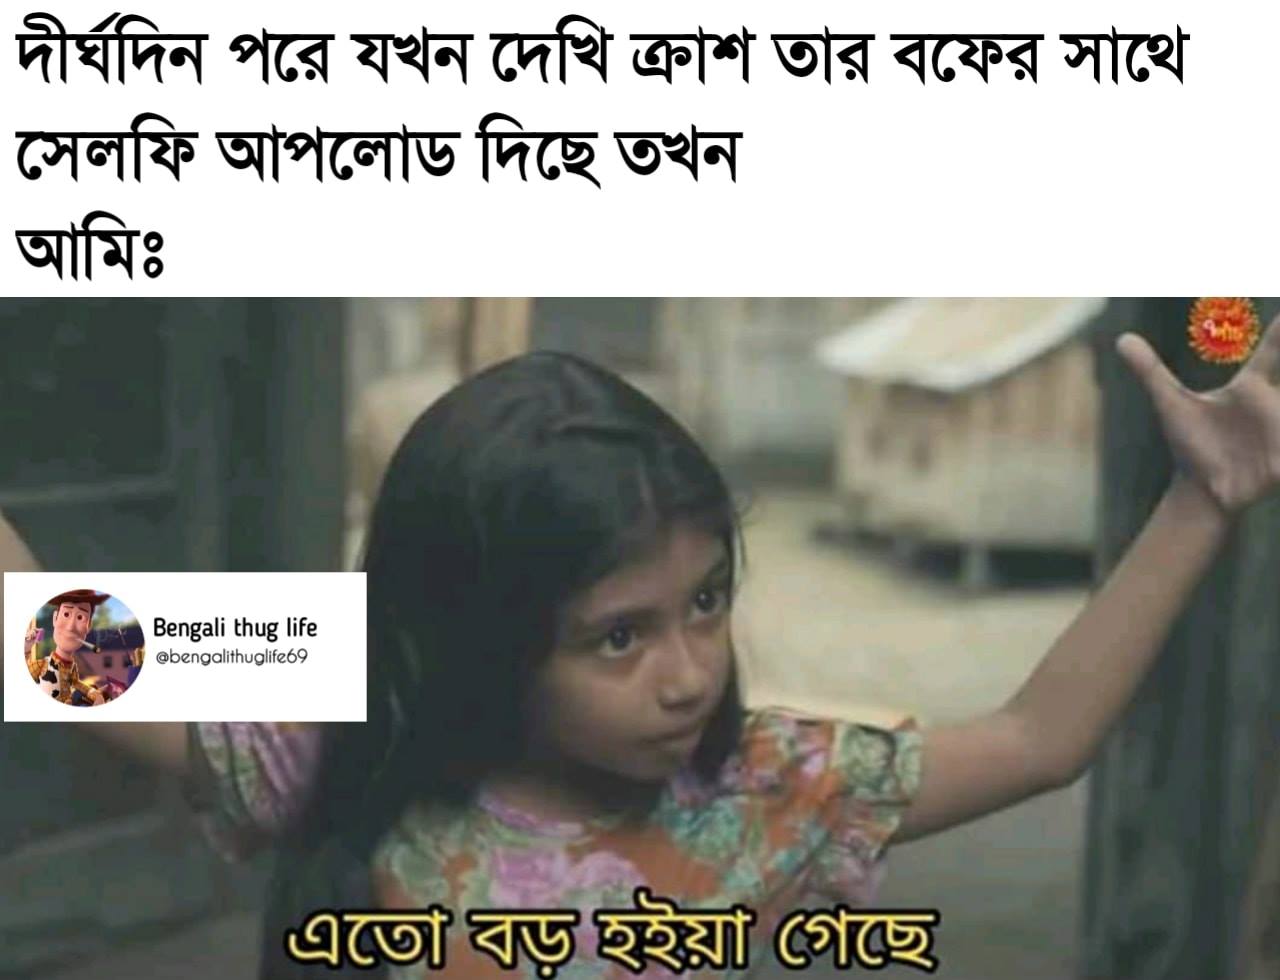 দীর্ঘদিন পরে যখন দেখি ক্রাশ তার বফের সাথে
সেলফি আপলোড দিছে তখন
আমিঃ
Bengali thug life
@bengalithuglife69
এতো বড় হইয়া গেছে